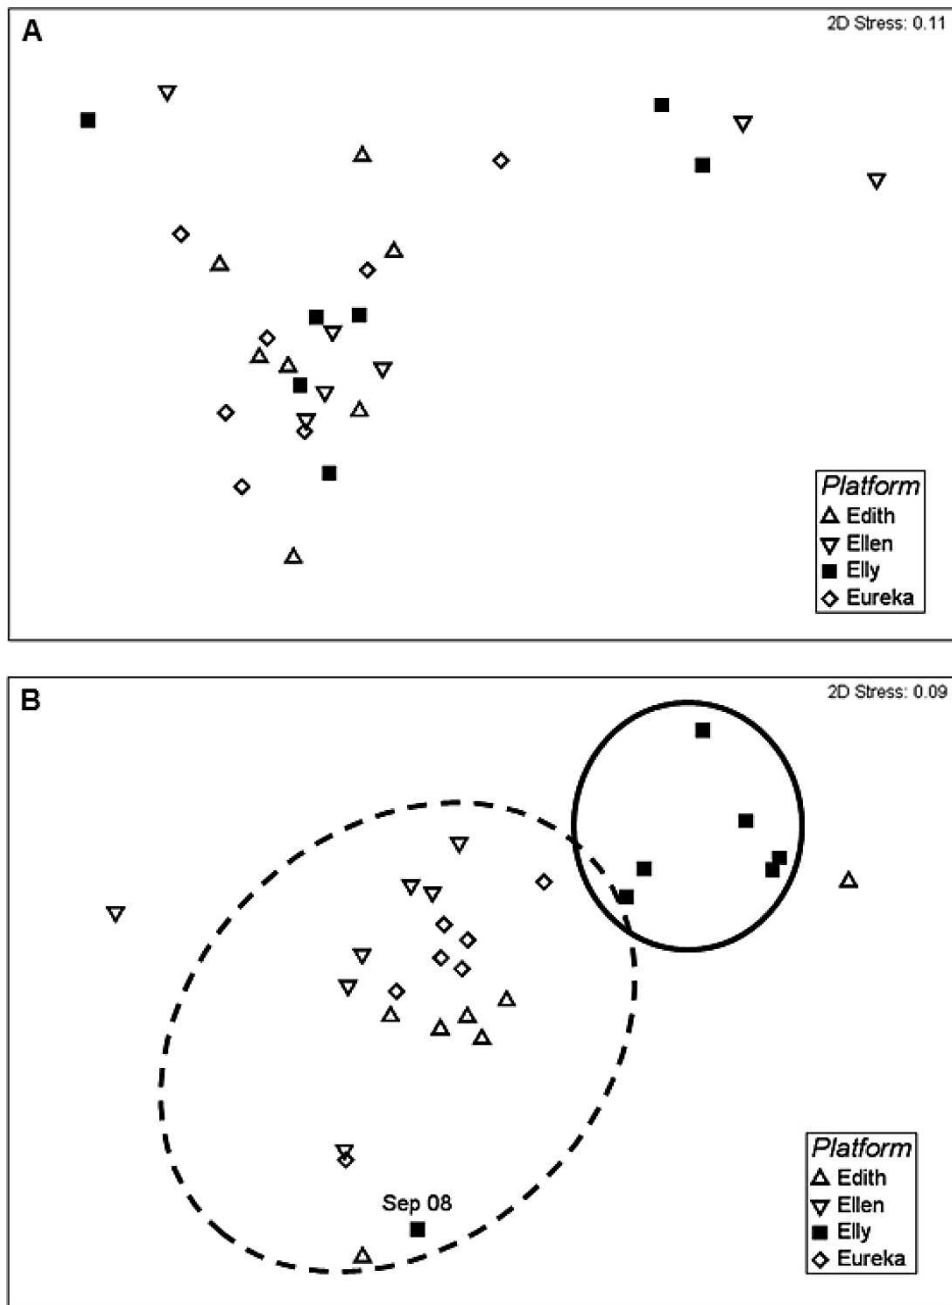 A
2D Stress: 0.11
Platform
Edith
Ellen
Elly
Eureka
B
2D Stress: 0.09
Sep 08
Platform
Edith
Ellen
Elly
Eureka